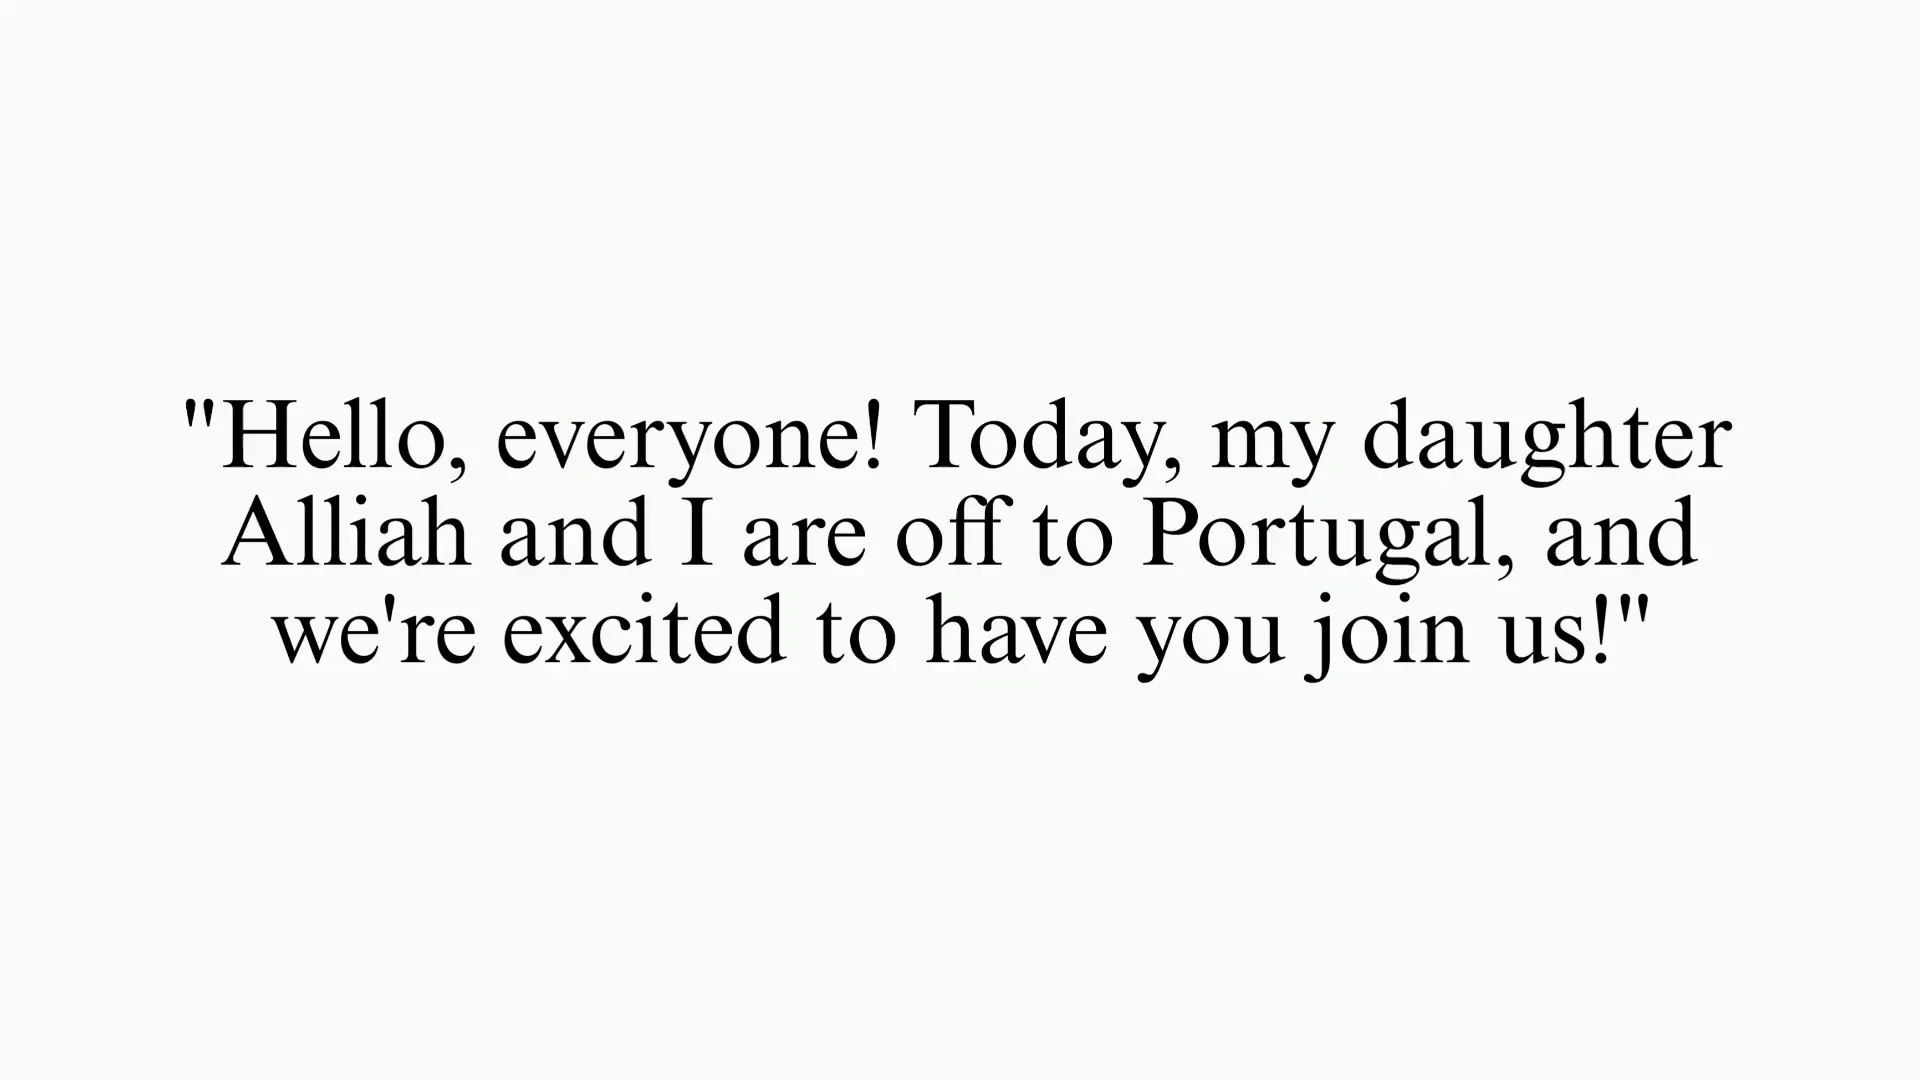 "Hello, everyone! Today, my daughter
Alliah and I are off to Portugal, and
we're excited to have you join us!"